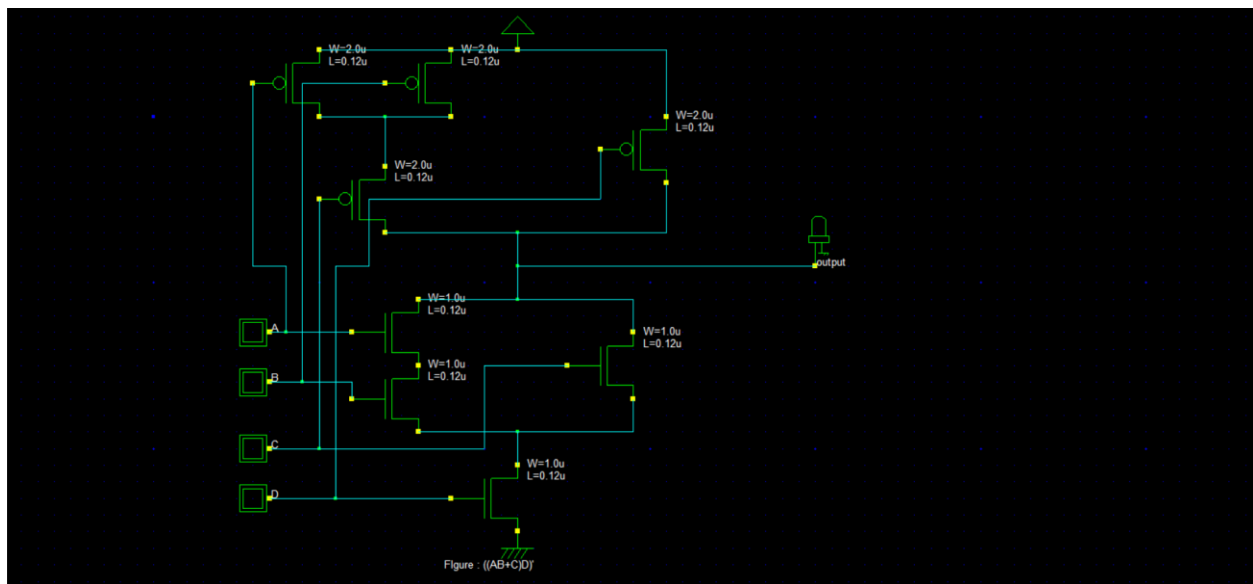 W=2.0u
L=0.12u
W=2.0u
L=0.12u
W=2.0u
L=0.12u
W=2.0u
L=0.12u
output
W=1.0u
L=0.12u
A
W=1.0u
L=0.12u
W=1.0u
L=0.12u
B
C
W=1.0u
L=0.12u
D
FIgure : ((AB+C)D)'